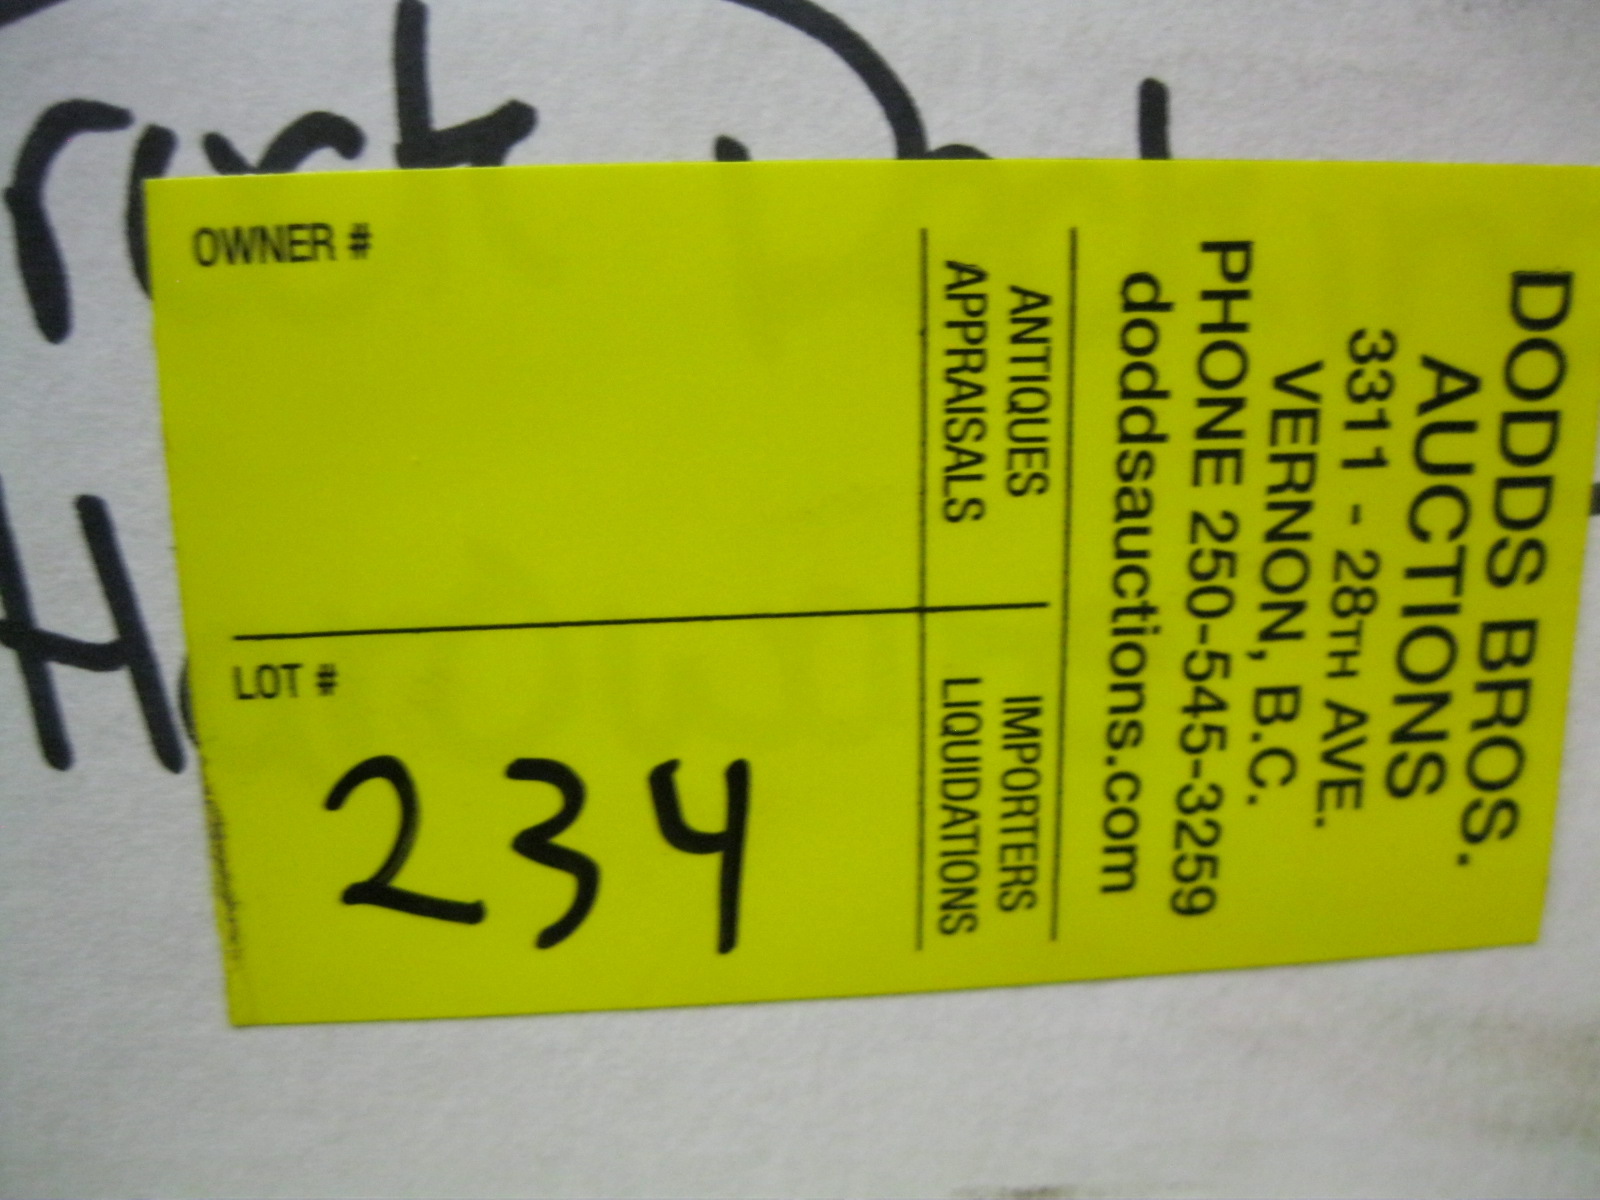 OWNER #
LOT #
234
DODDS BROS.
AUCTIONS
3311 - 28TH AVE.
VERNON, B.C.
PHONE 250-545-3259
doddsauctions.com
ANTIQUES
APPRAISALS
IMPORTERS
LIQUIDATIONS